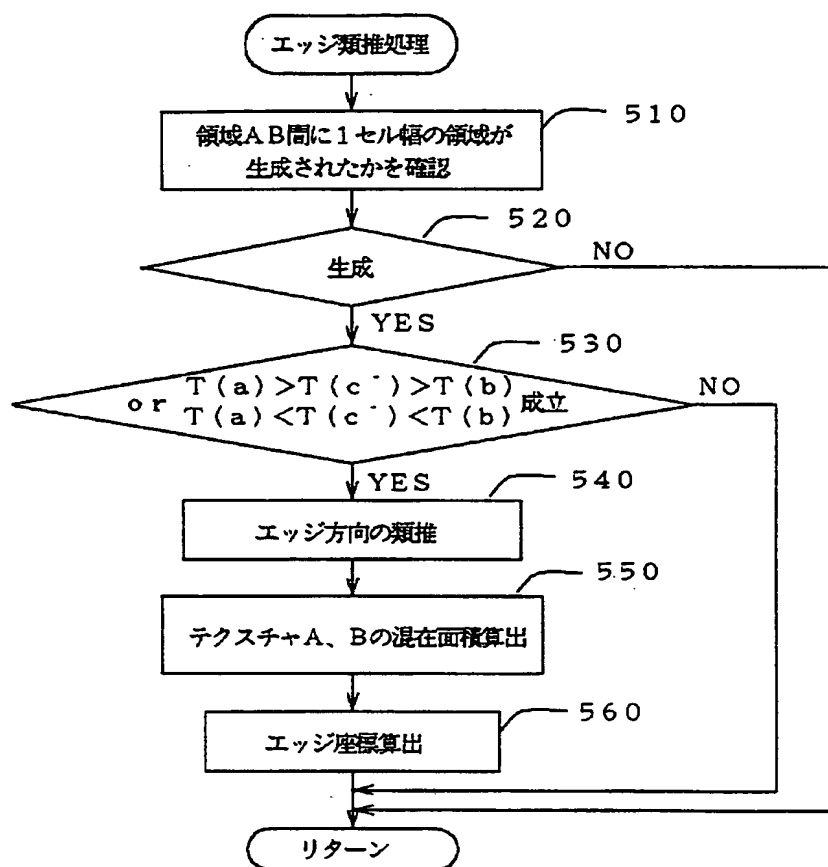 エッジ類推処理
510
領域AB間に1セル幅の領域が
生成されたかを確認
520
生成
NO
YES
530
T(a)>T(c゛)>T(b)
or T(a)<T(c゛)<T(b) 成立
NO
YES
540
エッジ方向の類推
550
テクスチャA、Bの混在面積算出
560
エッジ座標算出
リターン